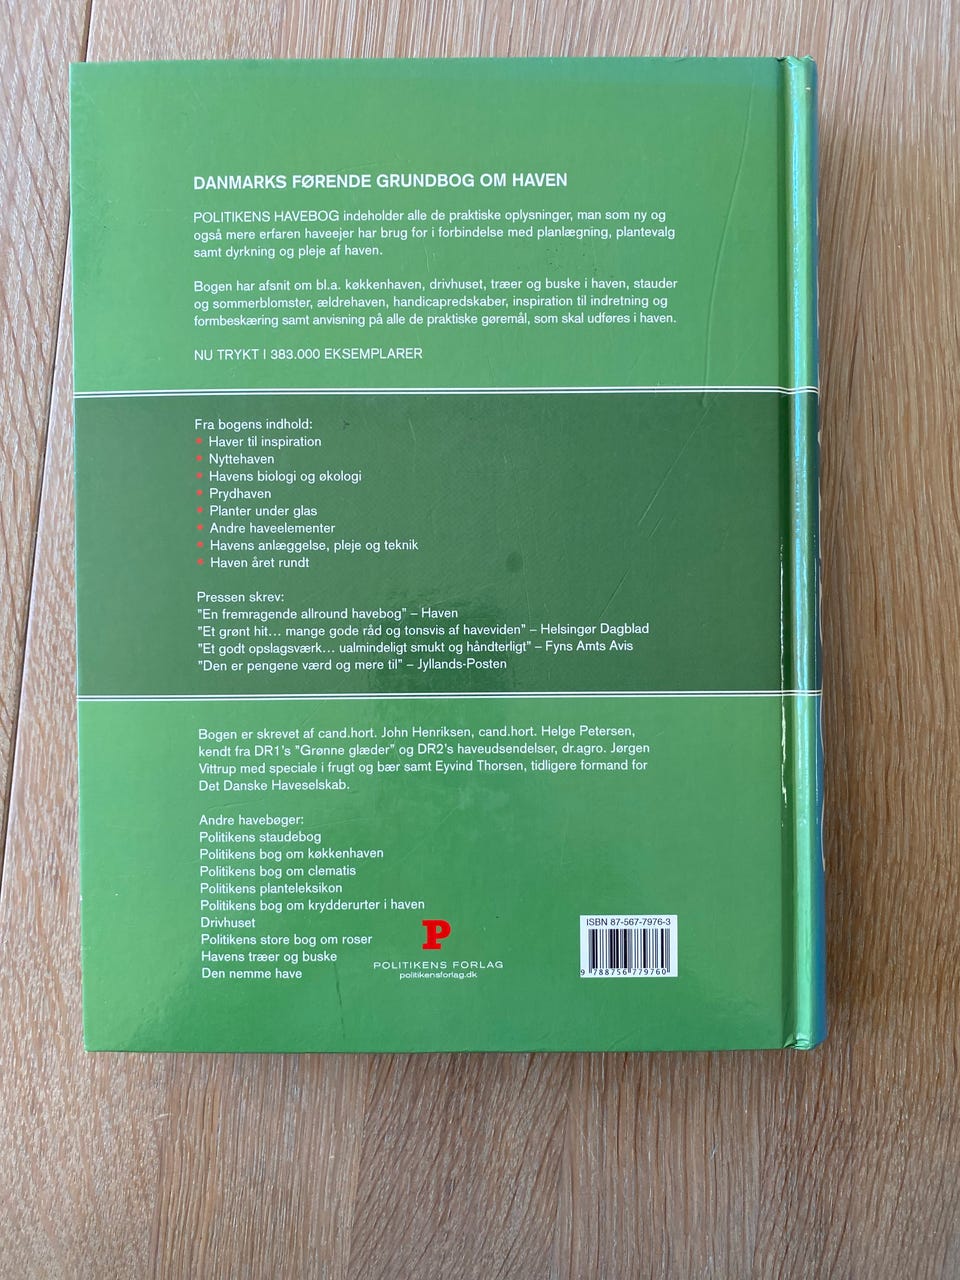 DANMARKS FØRENDE GRUNDBOG OM HAVEN
POLITIKENS HAVEBOG indeholder alle de praktiske oplysninger, man som ny og
også mere erfaren haveejer har brug for i forbindelse med planlægning, plantevalg
samt dyrkning og pleje af haven.
Bogen har afsnit om bl.a. køkkenhaven, drivhuset, træer og buske i haven, stauder
og sommerblomster, ældrehaven, handicapredskaber, inspiration til indretning og
formbeskæring samt anvisning på alle de praktiske gøremål, som skal udføres i haven.
NU TRYKT I 383.000 EKSEMPLARER
Fra bogens indhold:
• Haver til inspiration
• Nyttehaven
• Havens biologi og økologi
• Prydhaven
• Planter under glas
• Andre haveelementer
• Havens anlæggelse, pleje og teknik
• Haven året rundt
Pressen skrev:
"En fremragende allround havebog" – Haven
"Et grønt hit... mange gode råd og tonsvis af haveviden" – Helsingør Dagblad
"Et godt opslagsværk... ualmindeligt smukt og håndterligt" – Fyns Amts Avis
"Den er pengene værd og mere til" – Jyllands-Posten
Bogen er skrevet af cand.hort. John Henriksen, cand.hort. Helge Petersen,
kendt fra DR1's "Grønne glæder" og DR2's haveudsendelser, dr.agro. Jørgen
Vittrup med speciale i frugt og bær samt Eyvind Thorsen, tidligere formand for
Det Danske Haveselskab.
Andre havebøger:
Politikens staudebog
Politikens bog om køkkenhaven
Politikens bog om clematis
Politikens planteleksikon
Politikens bog om krydderurter i haven
Drivhuset
Politikens store bog om roser
Havens træer og buske
Den nemme have
P
POLITIKENS FORLAG
politikensforlag.dk
ISBN 87-567-7976-3
9 788756 779760